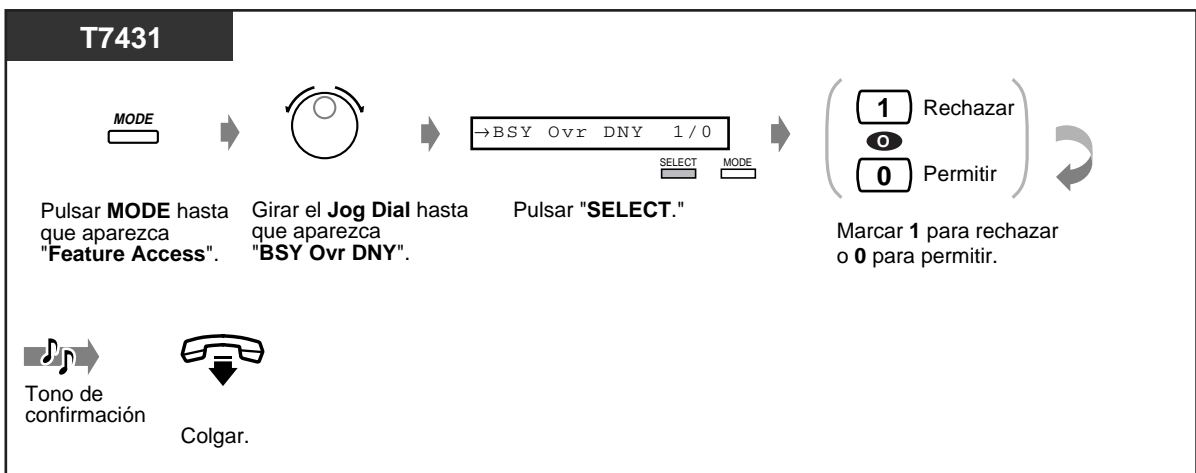 T7431
MODE
→BSY Ovr DNY 1/0
SELECT MODE
1 Rechazar
O
0 Permitir
Pulsar MODE hasta
que aparezca
"Feature Access".
Girar el Jog Dial hasta
que aparezca
"BSY Ovr DNY".
Pulsar "SELECT."
Marcar 1 para rechazar
o 0 para permitir.
Tono de
confirmación
Colgar.